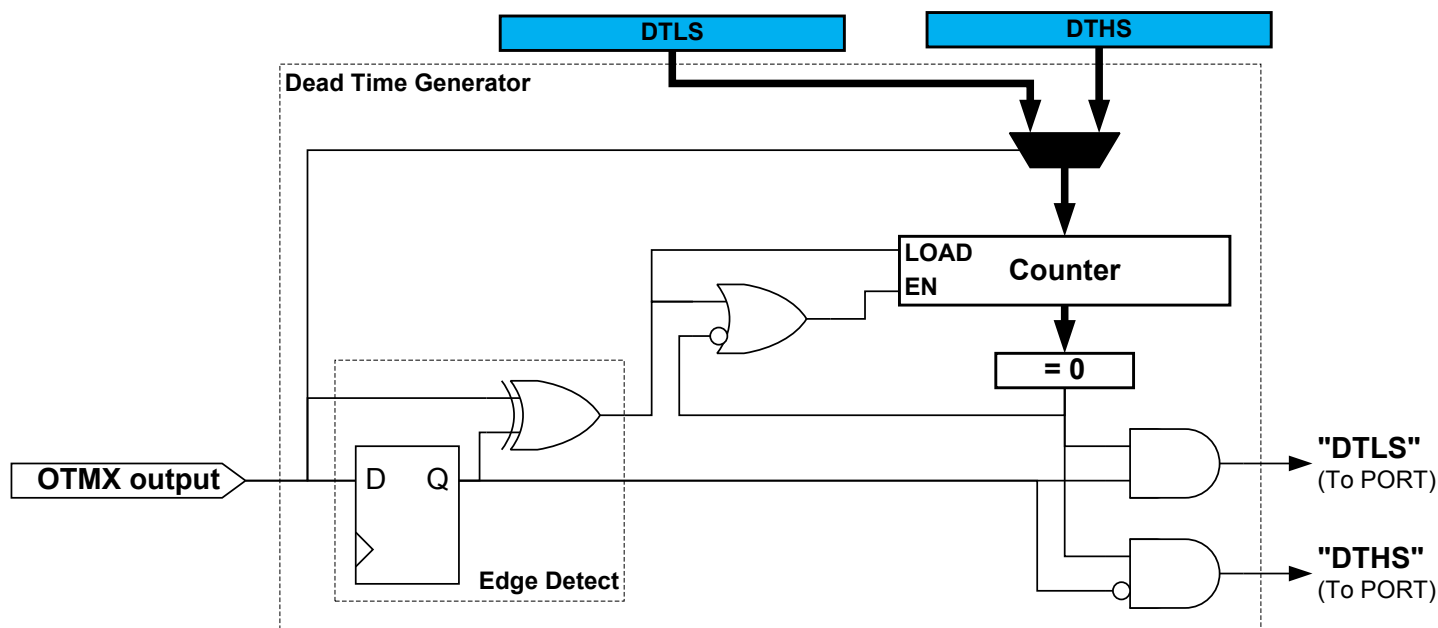 DTLS
DTHS
Dead Time Generator
LOAD
EN
Counter
= 0
OTMX output
D
Q
Edge Detect
"DTLS"
(To PORT)
"DTHS"
(To PORT)